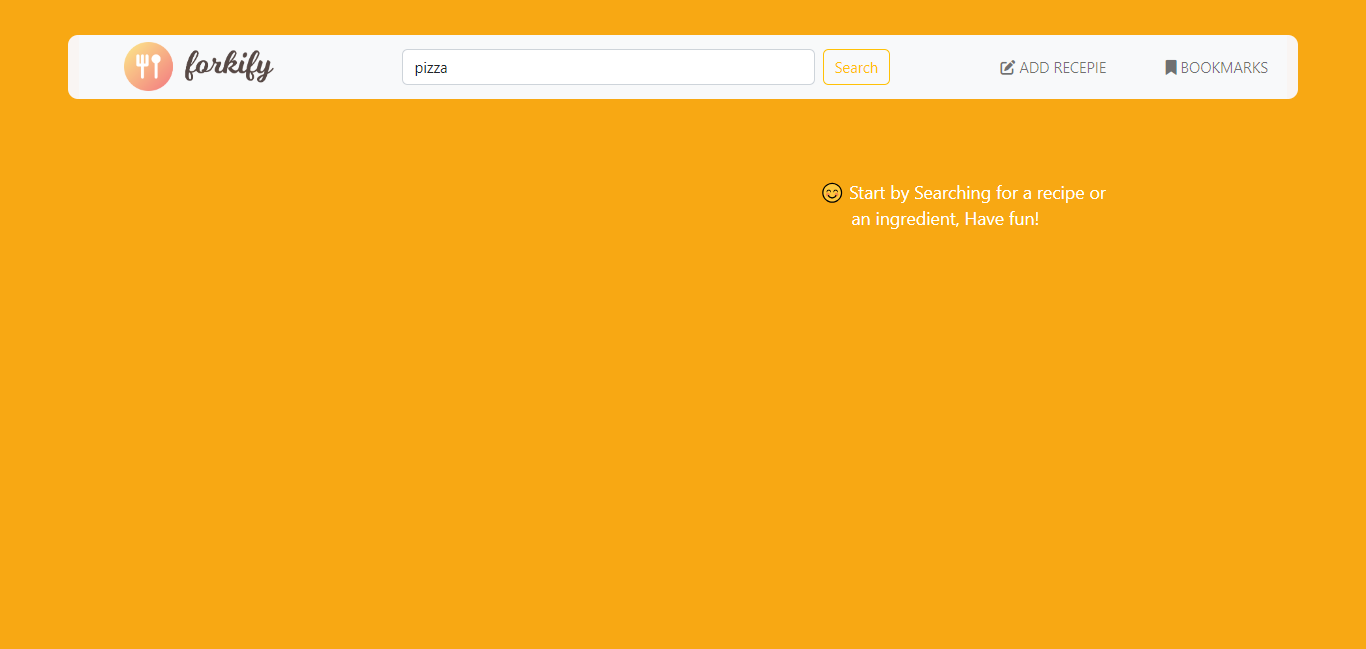 forkify
pizza
Search
ADD RECEPIE
BOOKMARKS
Start by Searching for a recipe or
an ingredient, Have fun!